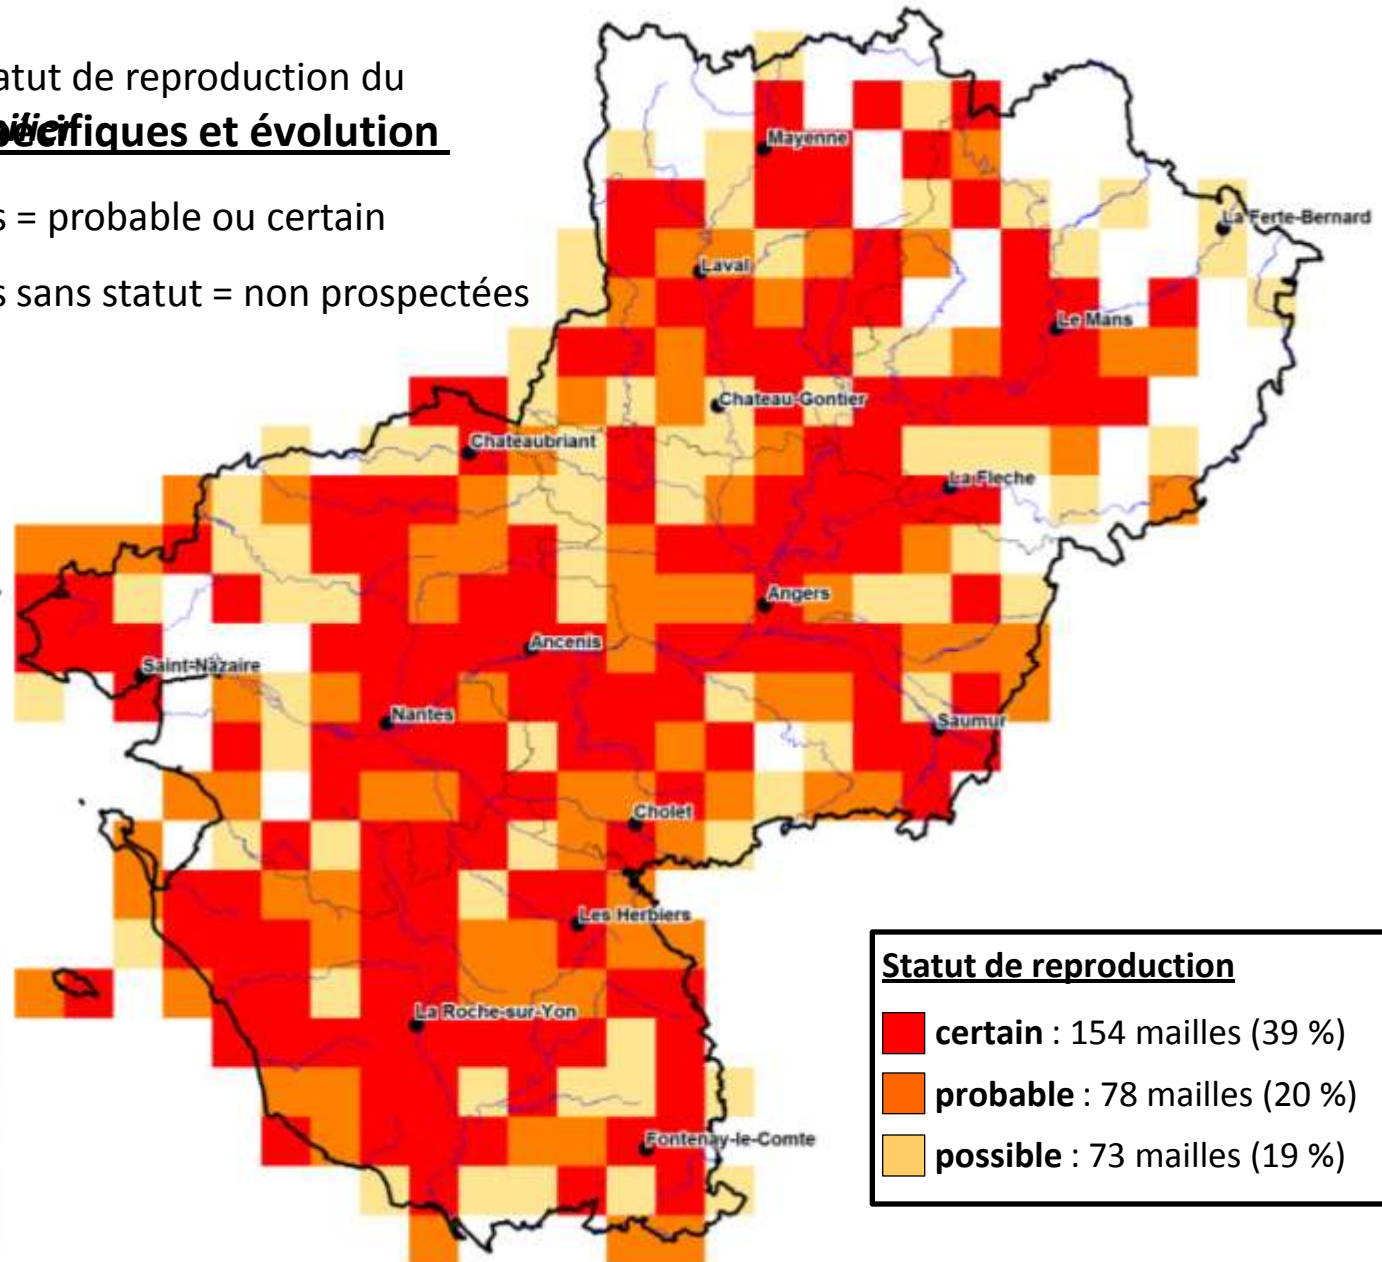 atut de reproduction du
écifiques et évolution
s = probable ou certain
s sans statut = non prospectées
Mayenne
La Ferte-Bernard
Laval
Le Mans
Chateau-Gontier
Chateaubriant
La Fleche
Angers
Ancenis
Saint-Nazaire
Nantes
Saumur
Cholet
Les Herbiers
La Roche-sur-Yon
Fontenay-le-Comte
Statut de reproduction
certain : 154 mailles (39 %)
probable : 78 mailles (20 %)
possible : 73 mailles (19 %)